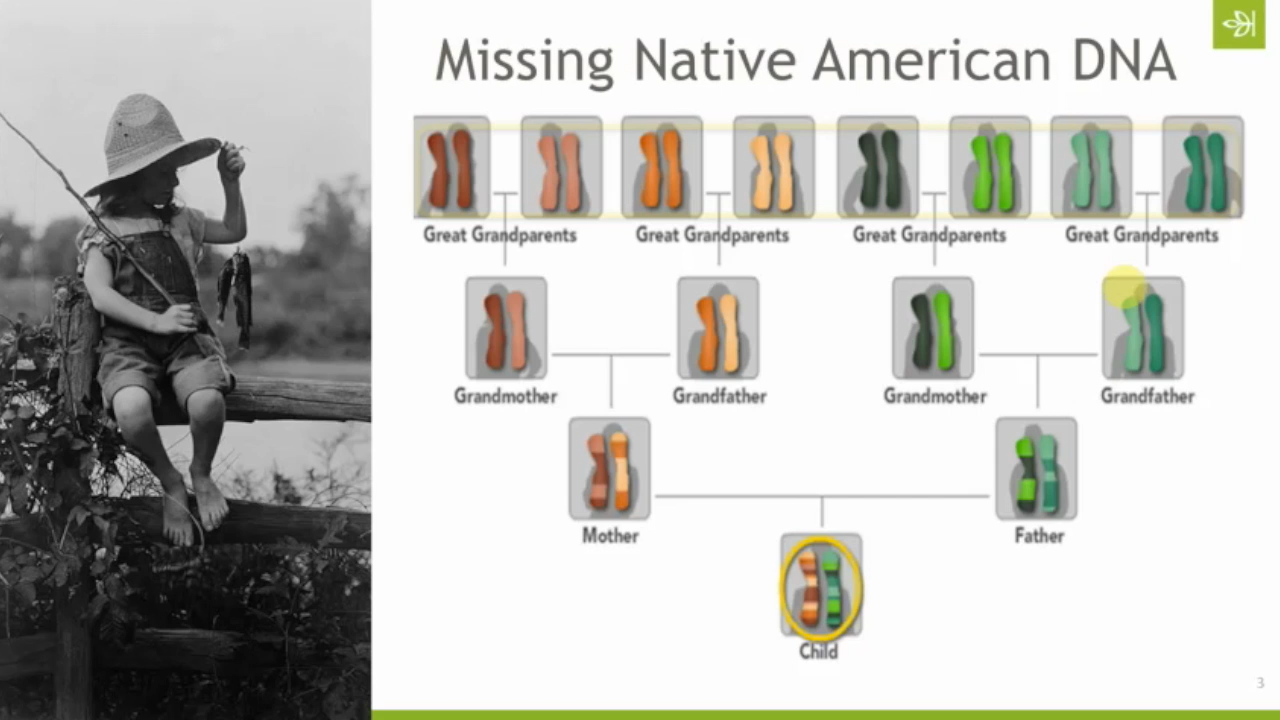 Missing Native American DNA
Great Grandparents Great Grandparents Great Grandparents Great Grandparents
Grandmother Grandfather Grandmother Grandfather
Mother Father
Child
3